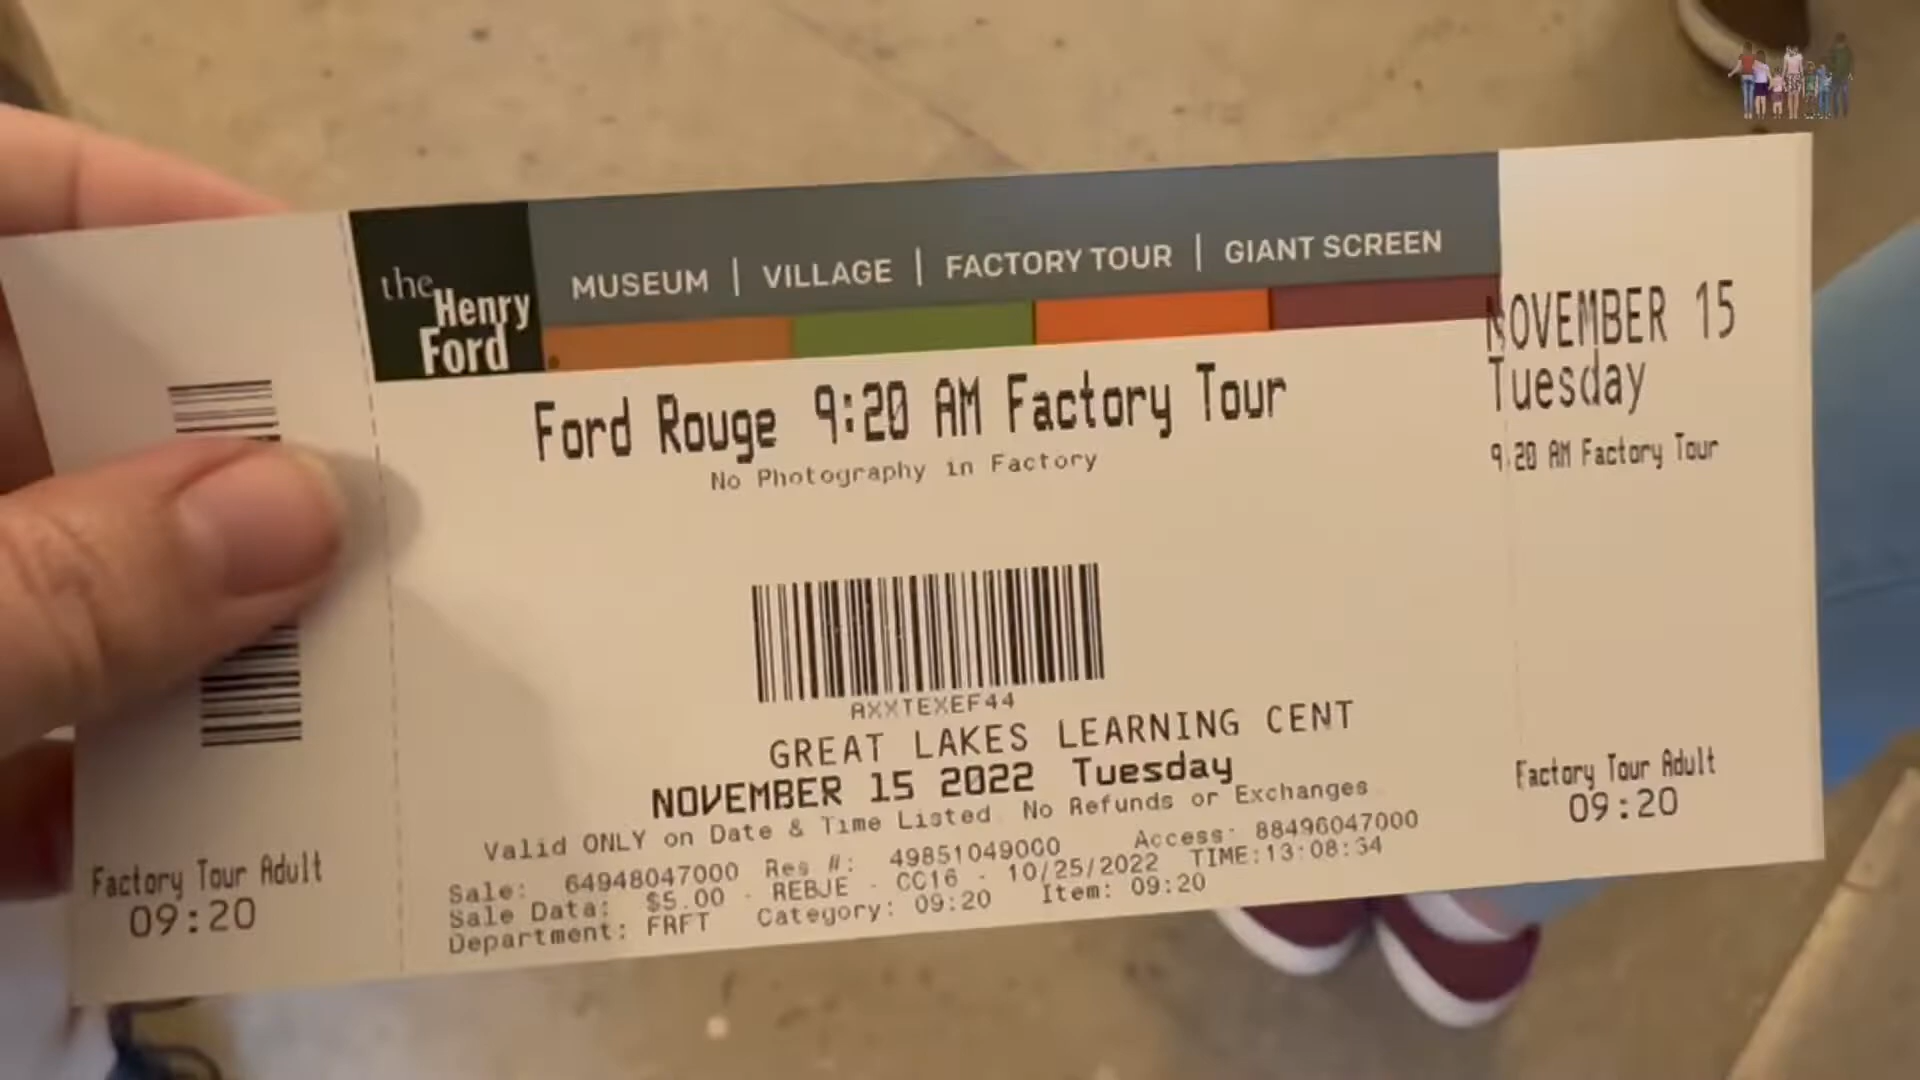 the
Henry
Ford
MUSEUM | VILLAGE | FACTORY TOUR | GIANT SCREEN
Ford Rouge 9:20 AM Factory Tour
No Photography in Factory
AXXTEXEF44
GREAT LAKES LEARNING CENT
NOVEMBER 15 2022 Tuesday
Valid ONLY on Date & Time Listed. No Refunds or Exchanges
Sale: 64948047000 Res #: 49851049000 Access: 88496047000
Sale Data: $5.00 - REBJE - CC16 - 10/25/2022 TIME:13:08:34
Department: FRFT Category: 09:20 Item: 09:20
Factory Tour Adult
09:20
NOVEMBER 15
Tuesday
9:20 AM Factory Tour
Factory Tour Adult
09:20